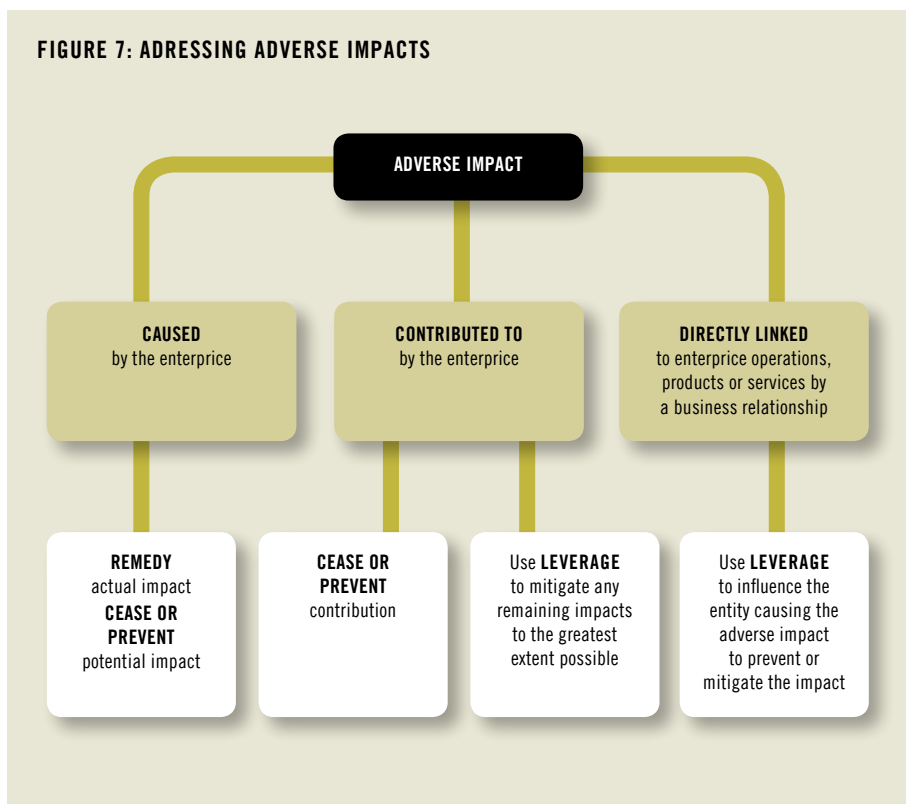 FIGURE 7: ADRESSING ADVERSE IMPACTS
ADVERSE IMPACT
CAUSED
by the enterprice
CONTRIBUTED TO
by the enterprice
DIRECTLY LINKED
to enterprice operations,
products or services by
a business relationship
REMEDY
actual impact
CEASE OR
PREVENT
potential impact
CEASE OR
PREVENT
contribution
Use LEVERAGE
to mitigate any
remaining impacts
to the greatest
extent possible
Use LEVERAGE
to influence the
entity causing the
adverse impact
to prevent or
mitigate the impact